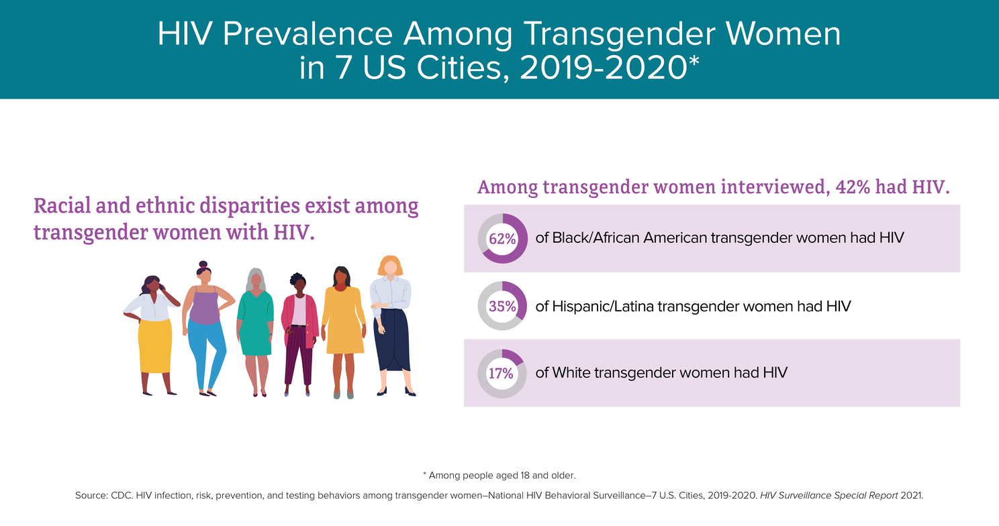 HIV Prevalence Among Transgender Women
in 7 US Cities, 2019-2020*
Racial and ethnic disparities exist among
transgender women with HIV.
Among transgender women interviewed, 42% had HIV.
62% of Black/African American transgender women had HIV
35% of Hispanic/Latina transgender women had HIV
17% of White transgender women had HIV
* Among people aged 18 and older.
Source: CDC. HIV infection, risk, prevention, and testing behaviors among transgender women–National HIV Behavioral Surveillance–7 U.S. Cities, 2019-2020. HIV Surveillance Special Report 2021.